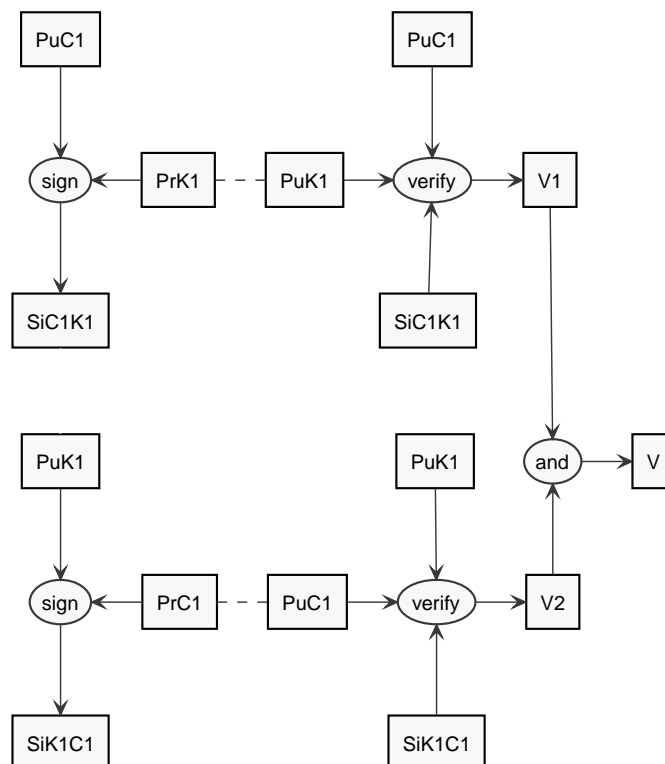 PuC1
PuC1
sign
PrK1
PuK1
verify
V1
SiC1K1
SiC1K1
PuK1
PuK1
and
V
sign
PrC1
PuC1
verify
V2
SiK1C1
SiK1C1